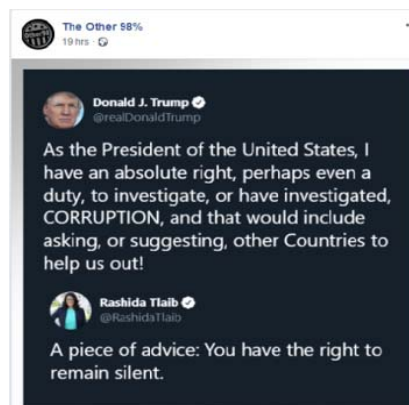 The Other 98%
19 hrs ·
Donald J. Trump
@realDonaldTrump
As the President of the United States, I
have an absolute right, perhaps even a
duty, to investigate, or have investigated,
CORRUPTION, and that would include
asking, or suggesting, other Countries to
help us out!
Rashida Tlaib
@RashidaTlaib
A piece of advice: You have the right to
remain silent.